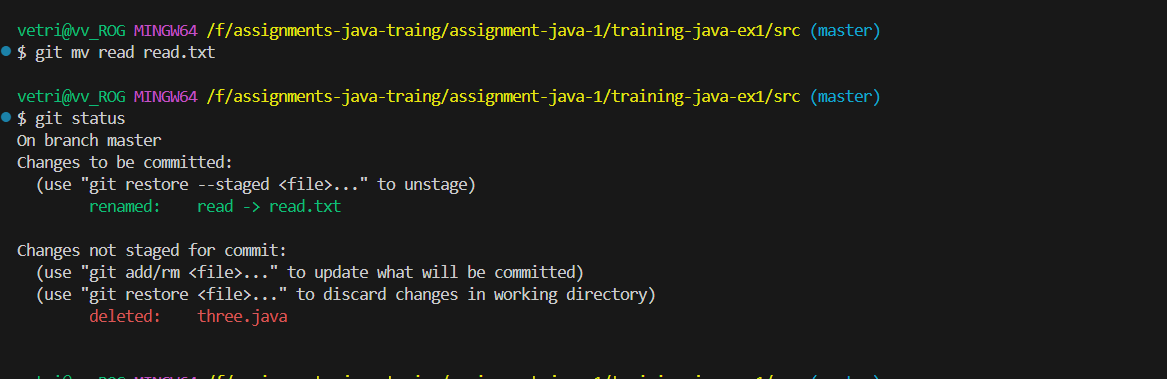 vetri@vv_ROG MINGW64 /f/assignments-java-traing/assignment-java-1/training-java-ex1/src (master)
$ git mv read read.txt
vetri@vv_ROG MINGW64 /f/assignments-java-traing/assignment-java-1/training-java-ex1/src (master)
$ git status
On branch master
Changes to be committed:
(use "git restore --staged <file>..." to unstage)
renamed: read -> read.txt
Changes not staged for commit:
(use "git add/rm <file>..." to update what will be committed)
(use "git restore <file>..." to discard changes in working directory)
deleted: three.java